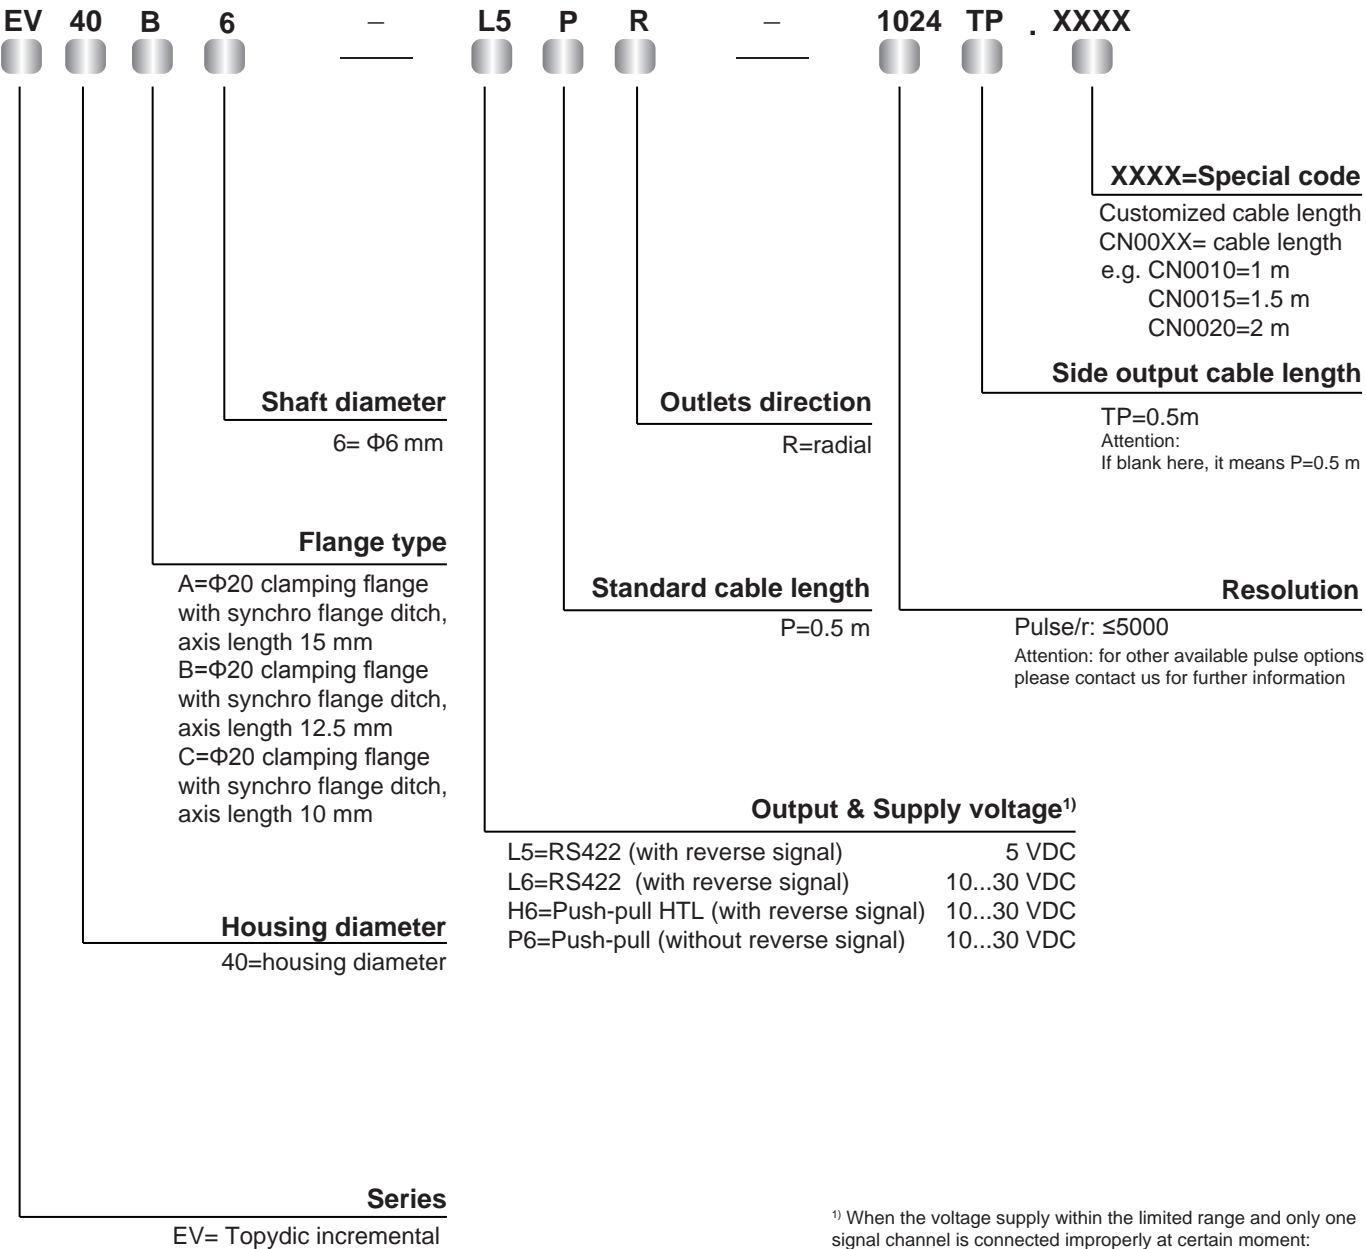 EV 40 B 6 – L5 P R – 1024 TP . XXXX
XXXX=Special code
Customized cable length
CN00XX= cable length
e.g. CN0010=1 m
CN0015=1.5 m
CN0020=2 m
Side output cable length
TP=0.5m
Attention:
If blank here, it means P=0.5 m
Shaft diameter
6= Φ6 mm
Outlets direction
R=radial
Flange type
A=Φ20 clamping flange
with synchro flange ditch,
axis length 15 mm
B=Φ20 clamping flange
with synchro flange ditch,
axis length 12.5 mm
C=Φ20 clamping flange
with synchro flange ditch,
axis length 10 mm
Standard cable length
P=0.5 m
Resolution
Pulse/r: ≤5000
Attention: for other available pulse options
please contact us for further information
Output & Supply voltage1)
L5=RS422 (with reverse signal) 5 VDC
L6=RS422 (with reverse signal) 10...30 VDC
H6=Push-pull HTL (with reverse signal) 10...30 VDC
P6=Push-pull (without reverse signal) 10...30 VDC
Housing diameter
40=housing diameter
Series
EV= Topydic incremental
1) When the voltage supply within the limited range and only one
signal channel is connected improperly at certain moment: